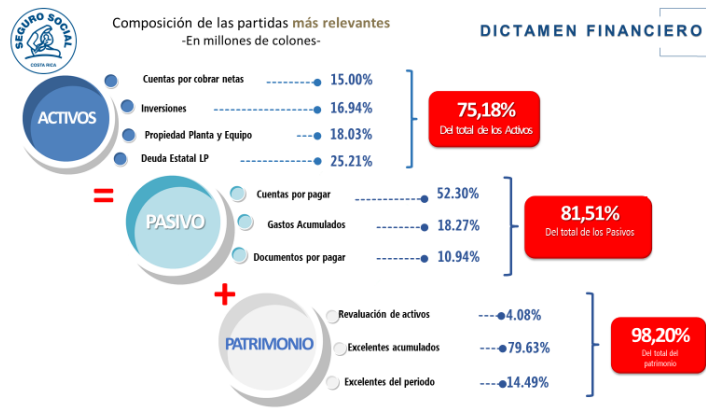 SEGURO SOCIAL
COSTA RICA
Composición de las partidas más relevantes
-En millones de colones-
DICTAMEN FINANCIERO
ACTIVOS
Cuentas por cobrar netas 15.00%
Inversiones 16.94%
Propiedad Planta y Equipo 18.03%
Deuda Estatal LP 25.21%
75,18%
Del total de los Activos
=
PASIVO
Cuentas por pagar 52.30%
Gastos Acumulados 18.27%
Documentos por pagar 10.94%
81,51%
Del total de los Pasivos
+
PATRIMONIO
Revaluación de activos 4.08%
Excelentes acumulados 79.63%
Excelentes del periodo 14.49%
98,20%
Del total del
patrimonio